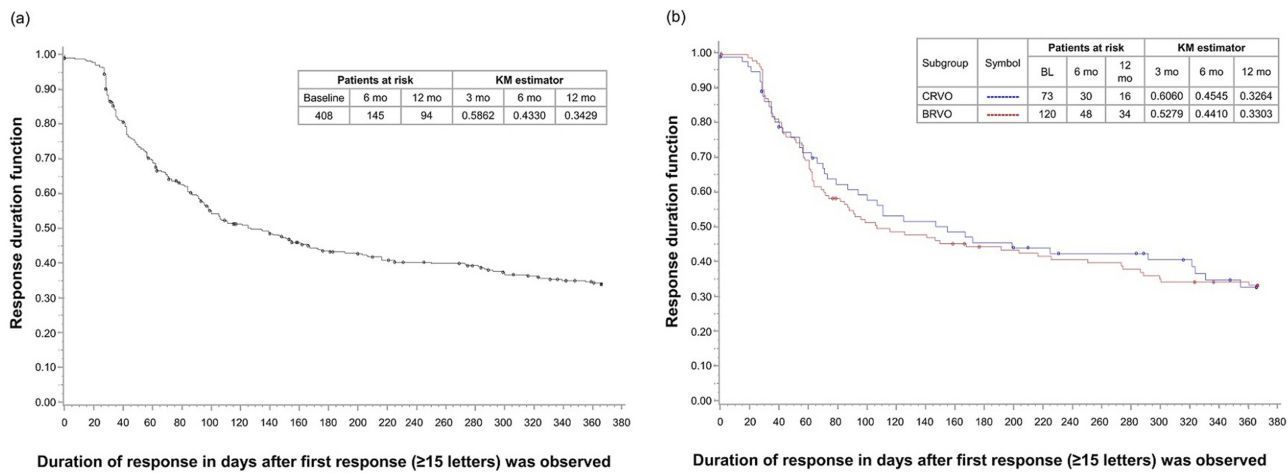 (a)
Response duration function
1.00
0.90
0.80
0.70
0.60
0.50
0.40
0.30
0.20
0.10
0.00
Patients at risk KM estimator
Baseline 6 mo 12 mo 3 mo 6 mo 12 mo
408 145 94 0.5862 0.4330 0.3429
0 20 40 60 80 100 120 140 160 180 200 220 240 260 280 300 320 340 360 380
Duration of response in days after first response (≥15 letters) was observed
(b)
Response duration function
1.00
0.90
0.80
0.70
0.60
0.50
0.40
0.30
0.20
0.10
0.00
Subgroup Symbol Patients at risk KM estimator
BL 6 mo 12 mo 3 mo 6 mo 12 mo
CRVO 73 30 16 0.6060 0.4545 0.3264
BRVO 120 48 34 0.5279 0.4410 0.3303
0 20 40 60 80 100 120 140 160 180 200 220 240 260 280 300 320 340 360 380
Duration of response in days after first response (≥15 letters) was observed